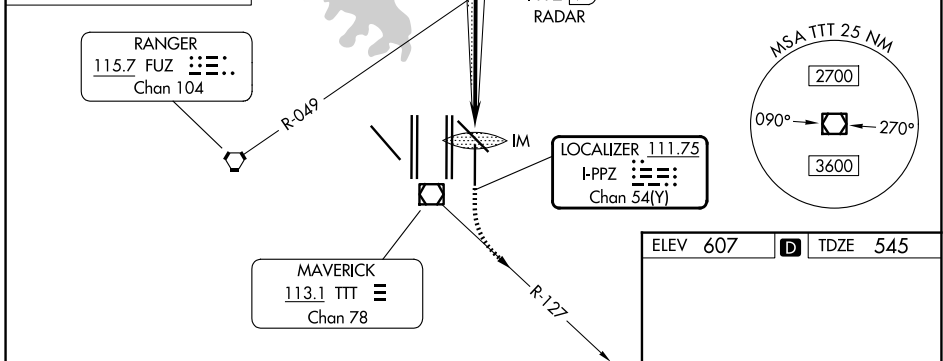 RADAR
RANGER
115.7 FUZ
Chan 104
R-049
IM
LOCALIZER 111.75
I-PPZ
Chan 54(Y)
MSA TTT 25 NM
2700
090°
270°
3600
MAVERICK
113.1 TTT
Chan 78
R-127
ELEV 607 D TDZE 545